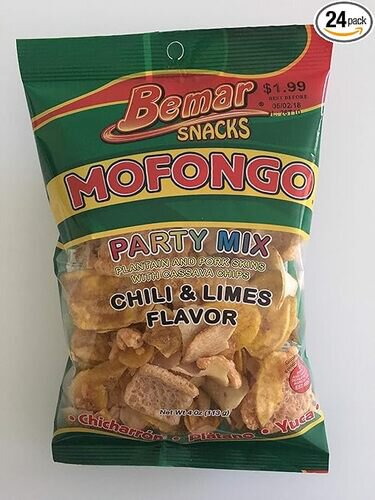 24
pack
Bemar
$1.99
BEST BEFORE
05/02/18
SNACKS
MOFONGO
PARTY MIX
PLANTAIN AND PORK SKINS
WITH CASSAVA CHIPS
CHILI & LIMES
FLAVOR
Net Wt 4 Oz (113 g)
• Chicharrón • Plátano • Yuca